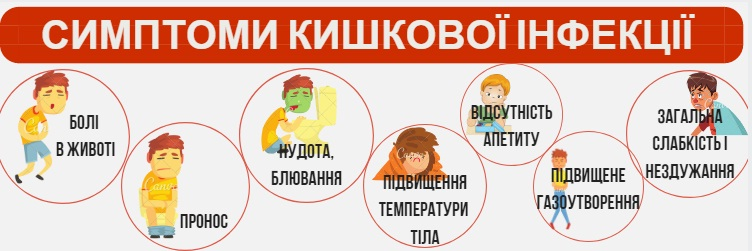 СИМПТОМИ КИШКОВОЇ ІНФЕКЦІЇ
БОЛІ
В ЖИВОТІ
ПРОНОС
НУДОТА,
БЛЮВАННЯ
ПІДВИЩЕННЯ
ТЕМПЕРАТУРИ
ТІЛА
ВІДСУТНІСТЬ
АПЕТИТУ
ПІДВИЩЕНЕ
ГАЗОУТВОРЕННЯ
ЗАГАЛЬНА
СЛАБКІСТЬ І
НЕЗДУЖАННЯ